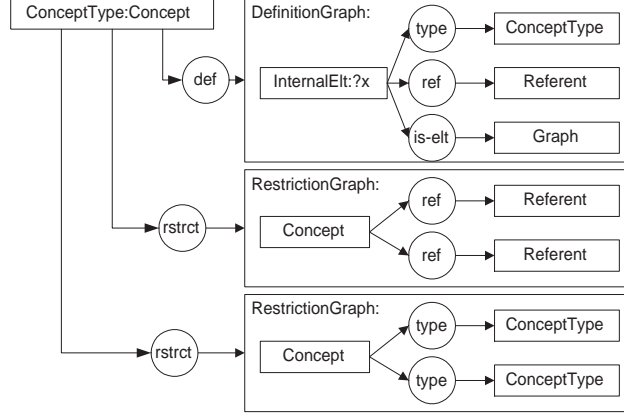 ConceptType:Concept
DefinitionGraph:
def
InternalElt:?x
type
ConceptType
ref
Referent
is-elt
Graph
RestrictionGraph:
rstrct
Concept
ref
Referent
ref
Referent
RestrictionGraph:
rstrct
Concept
type
ConceptType
type
ConceptType